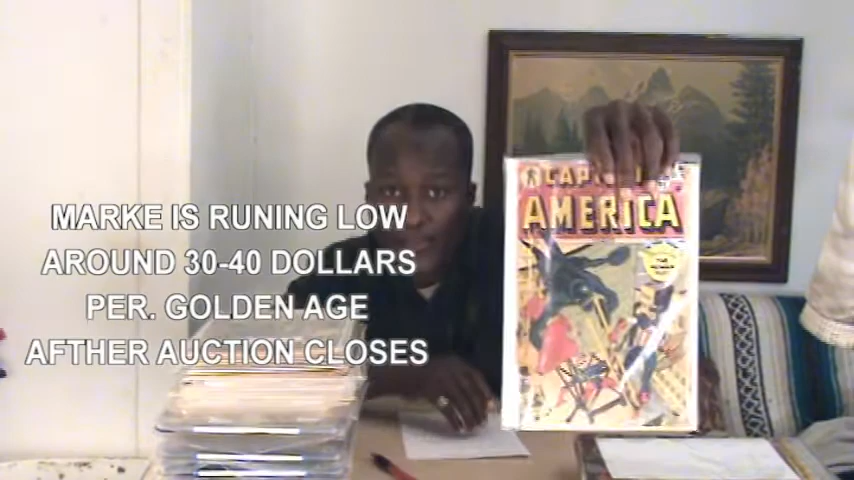 MARKE IS RUNING LOW
AROUND 30-40 DOLLARS
PER. GOLDEN AGE
AFTHER AUCTION CLOSES
AMERICA